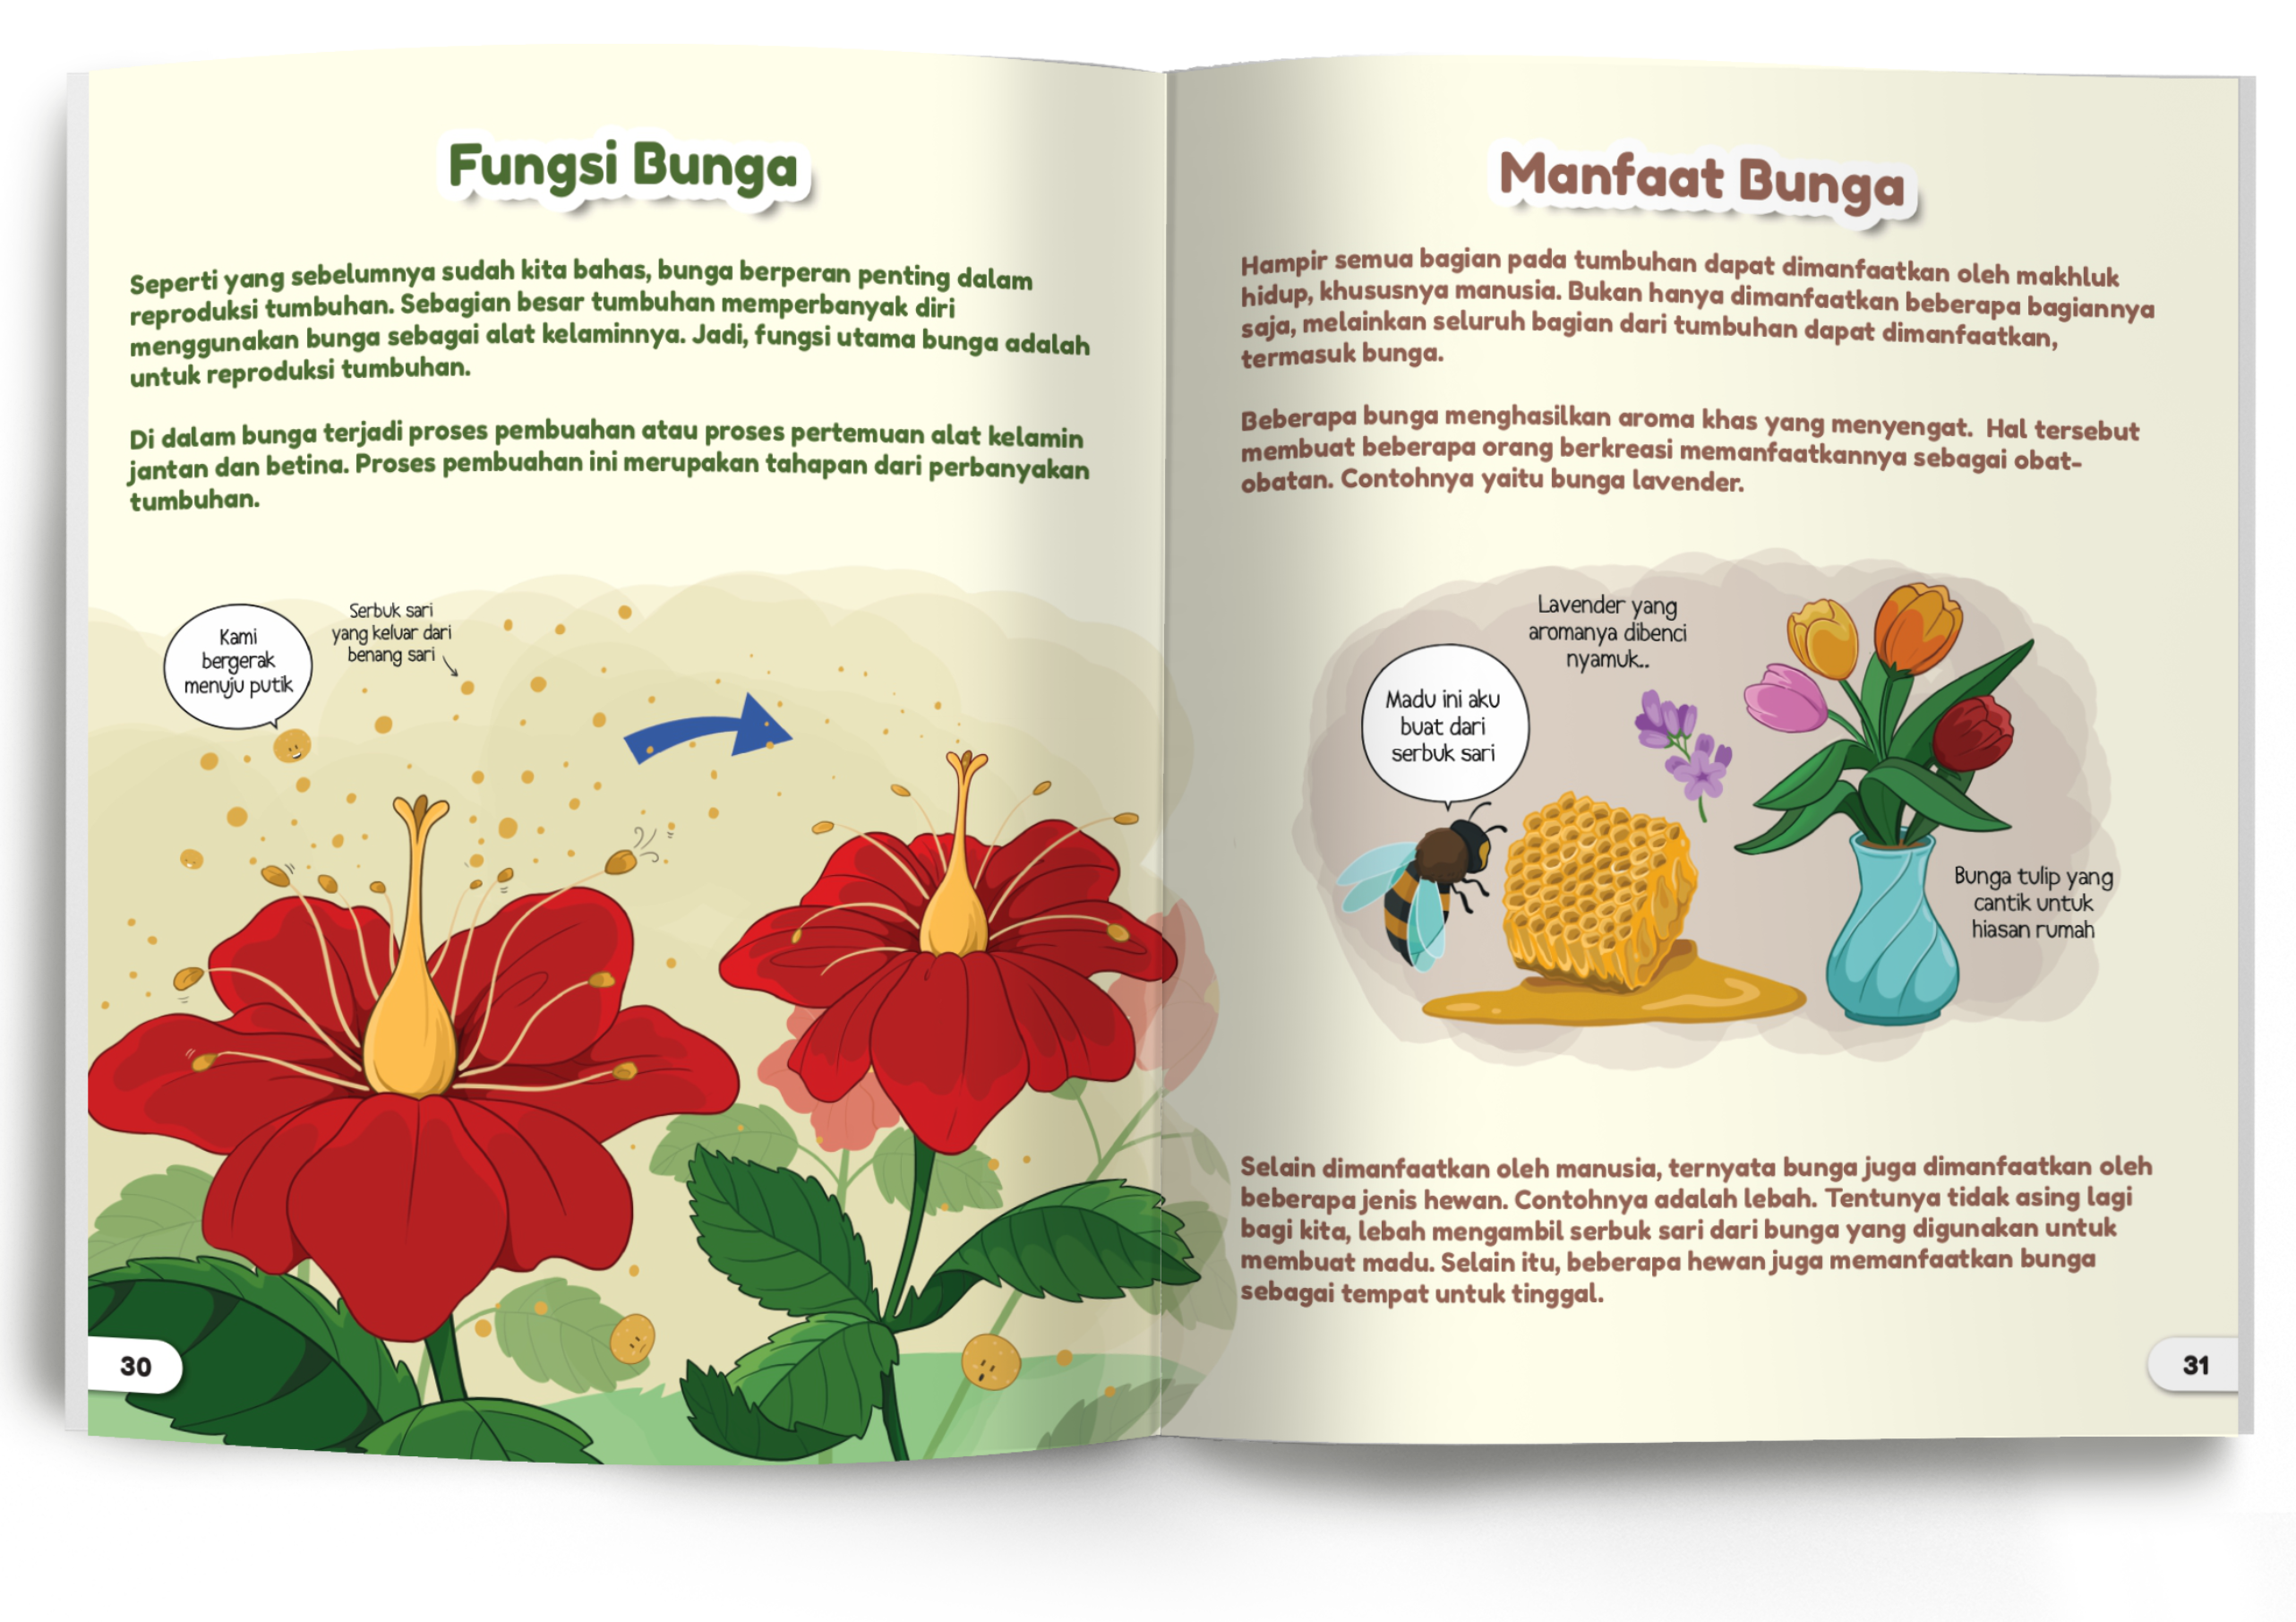 Fungsi Bunga
Seperti yang sebelumnya sudah kita bahas, bunga berperan penting dalam
reproduksi tumbuhan. Sebagian besar tumbuhan memperbanyak diri
menggunakan bunga sebagai alat kelaminnya. Jadi, fungsi utama bunga adalah
untuk reproduksi tumbuhan.
Di dalam bunga terjadi proses pembuahan atau proses pertemuan alat kelamin
jantan dan betina. Proses pembuahan ini merupakan tahapan dari perbanyakan
tumbuhan.
Kami
bergerak
menuju putik
Serbuk sari
yang keluar dari
benang sari
30
Manfaat Bunga
Hampir semua bagian pada tumbuhan dapat dimanfaatkan oleh makhluk
hidup, khususnya manusia. Bukan hanya dimanfaatkan beberapa bagiannya
saja, melainkan seluruh bagian dari tumbuhan dapat dimanfaatkan,
termasuk bunga.
Beberapa bunga menghasilkan aroma khas yang menyengat. Hal tersebut
membuat beberapa orang berkreasi memanfaatkannya sebagai obat-
obatan. Contohnya yaitu bunga lavender.
Lavender yang
aromanya dibenci
nyamuk..
Madu ini aku
buat dari
serbuk sari
Bunga tulip yang
cantik untuk
hiasan rumah
Selain dimanfaatkan oleh manusia, ternyata bunga juga dimanfaatkan oleh
beberapa jenis hewan. Contohnya adalah lebah. Tentunya tidak asing lagi
bagi kita, lebah mengambil serbuk sari dari bunga yang digunakan untuk
membuat madu. Selain itu, beberapa hewan juga memanfaatkan bunga
sebagai tempat untuk tinggal.
31